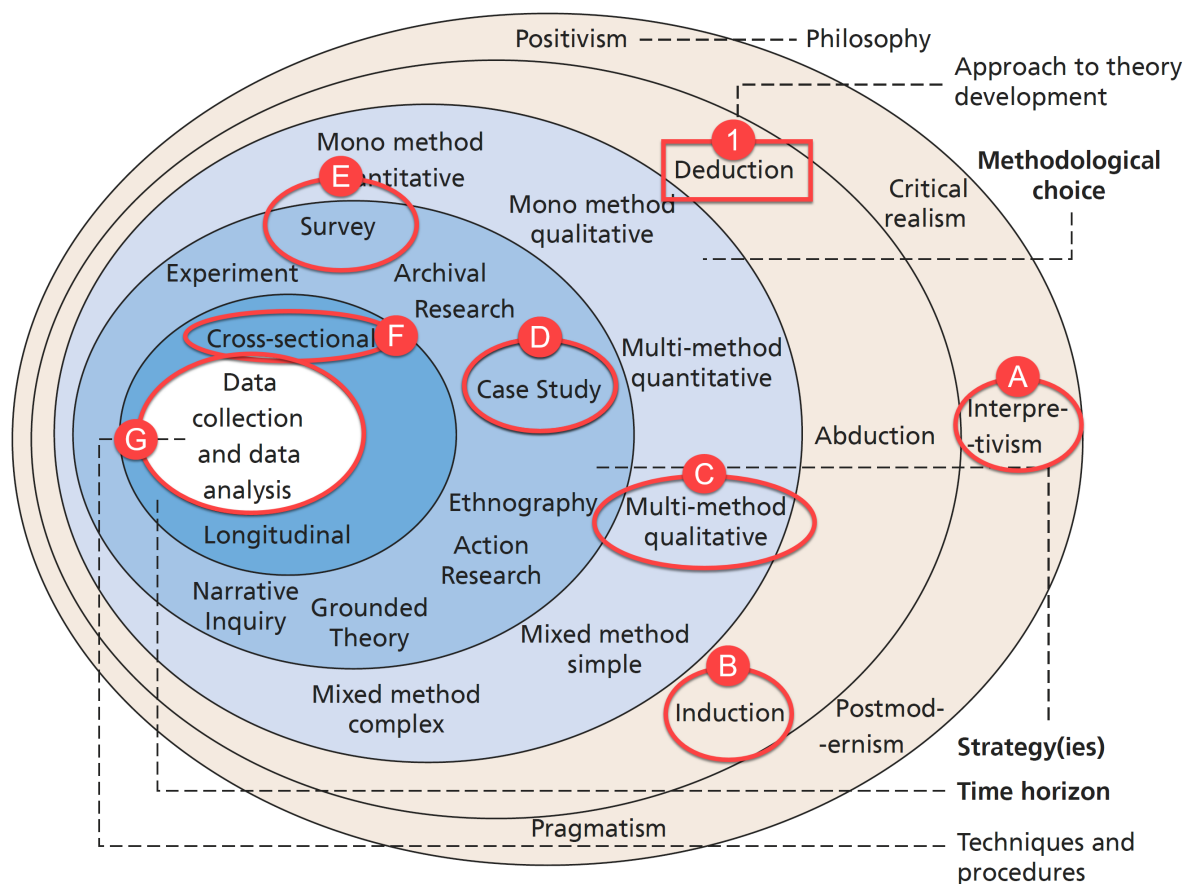 Positivism
Philosophy
Approach to theory
development
1
Deduction
Methodological
choice
Critical
realism
Mono method
E
antitative
Mono method
qualitative
Survey
Experiment
Archival
Research
Cross-sectional
F
D
Case Study
Multi-method
quantitative
A
Interpre-
-tivism
Data
collection
and data
analysis
G
Abduction
C
Multi-method
qualitative
Ethnography
Longitudinal
Action
Research
Narrative
Inquiry
Grounded
Theory
Mixed method
simple
Mixed method
complex
B
Induction
Postmod-
-ernism
Strategy(ies)
Time horizon
Pragmatism
Techniques and
procedures